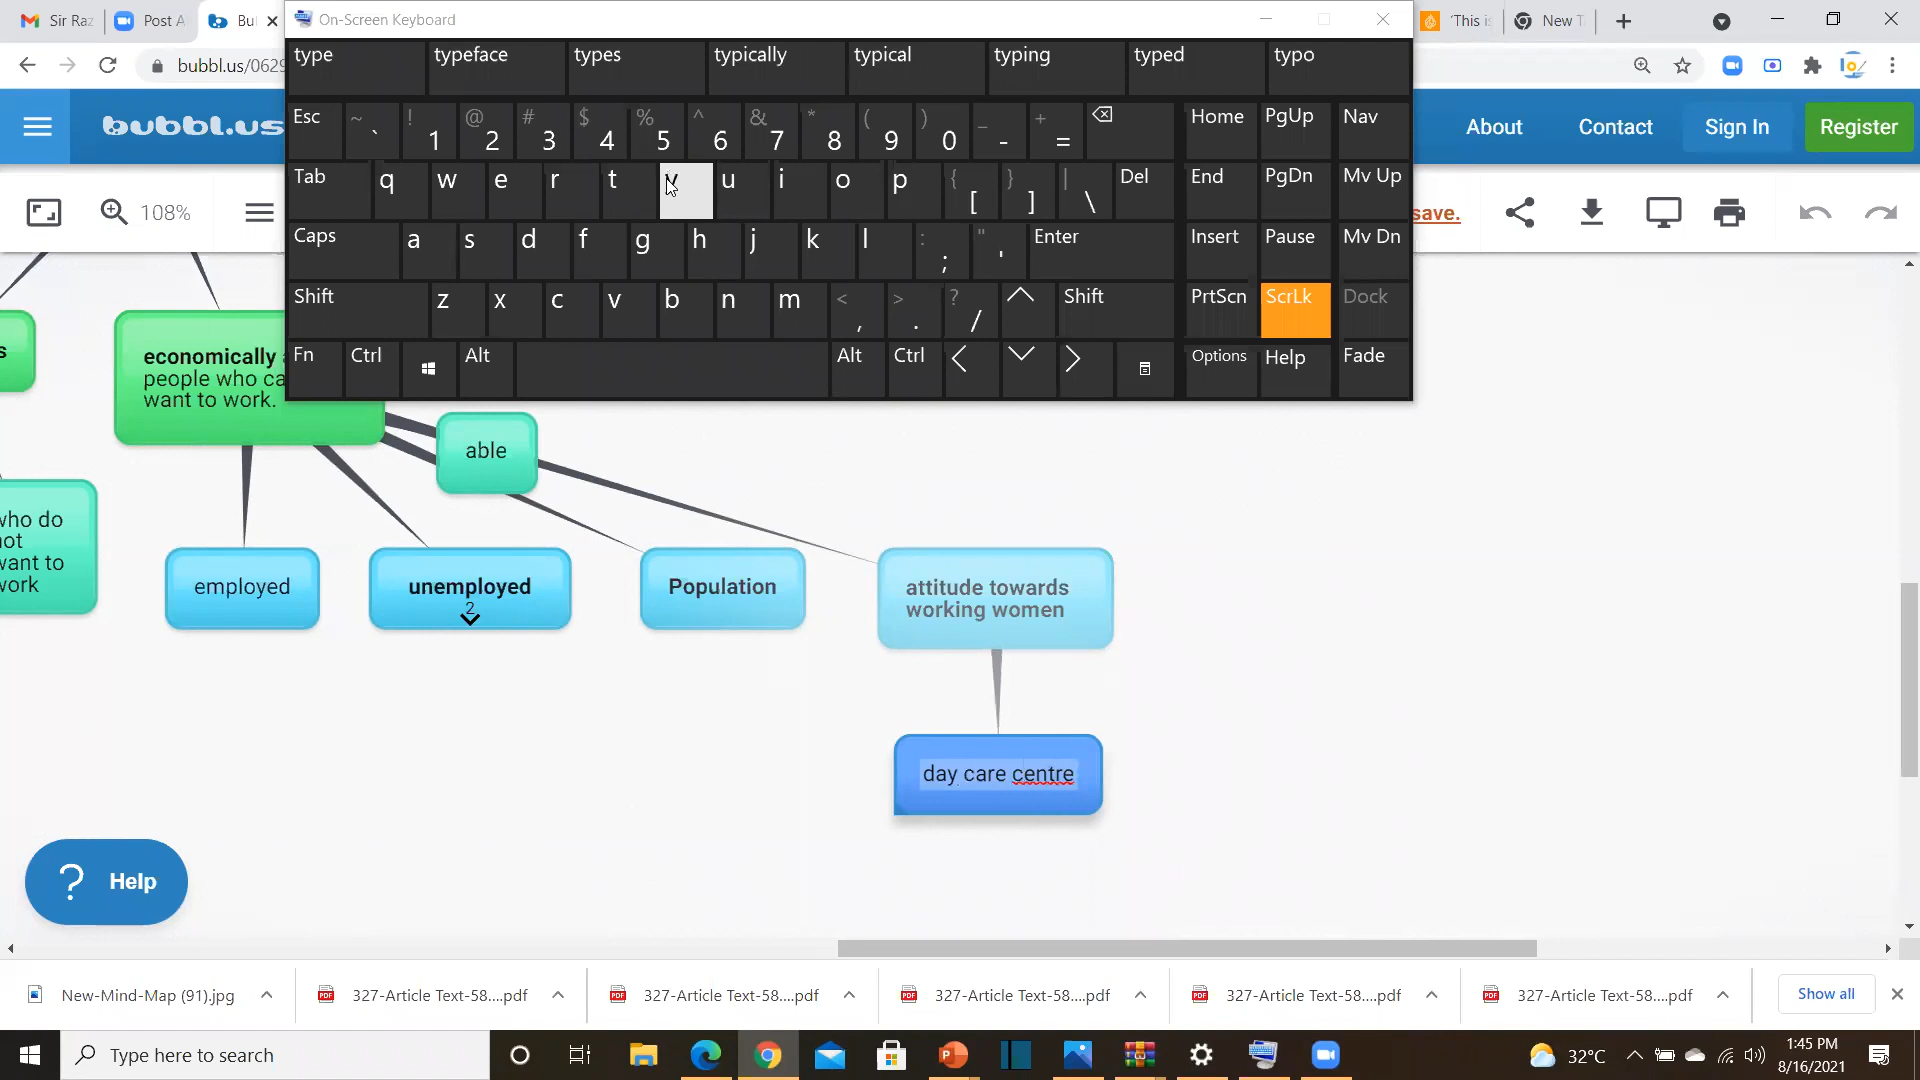 Sir Raz
Post A
Bu
On-Screen Keyboard
'This is
New T
bubbl.us/0629
type typeface types typically typical typing typed typo
Esc ~ ` ! 1 @ 2 # 3 $ 4 % 5 ^ 6 & 7 * 8 ( 9 ) 0 _ - + = Home PgUp Nav
Tab q w e r t y u i o p { [ } ] | \ Del End PgDn Mv Up
Caps a s d f g h j k l : ; " ' Enter Insert Pause Mv Dn
Shift z x c v b n m < , > . ? / Shift PrtScn ScrLk Dock
Fn Ctrl Alt Alt Ctrl Options Help Fade
bubbl.us
About Contact Sign In Register
108%
save.
s
economically
people who ca
want to work.
able
who do
not
want to
work
employed
unemployed
2
Population
attitude towards
working women
day care centre
? Help
New-Mind-Map (91).jpg
327-Article Text-58....pdf
327-Article Text-58....pdf
327-Article Text-58....pdf
327-Article Text-58....pdf
327-Article Text-58....pdf
Show all
Type here to search
32°C
1:45 PM
8/16/2021